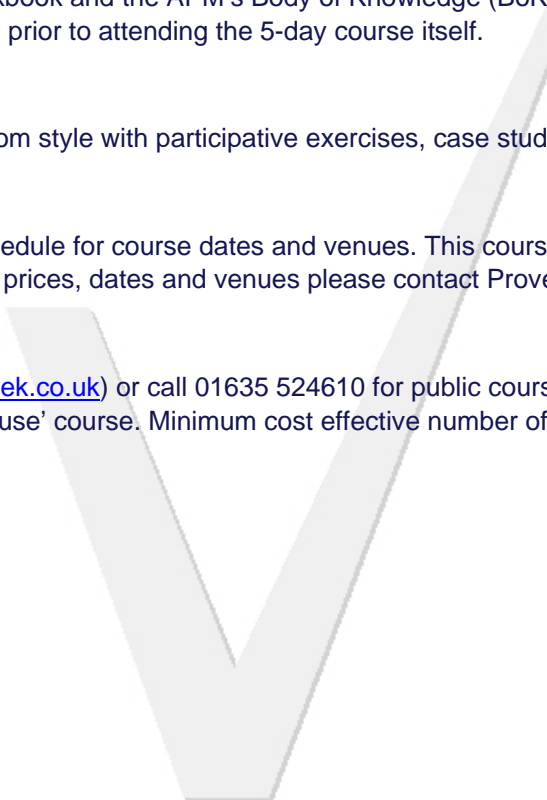 kbook and the APM's Body of Knowledge (BoK
prior to attending the 5-day course itself.
om style with participative exercises, case stud
edule for course dates and venues. This cours
prices, dates and venues please contact Prove
ek.co.uk) or call 01635 524610 for public cours
use’ course. Minimum cost effective number of